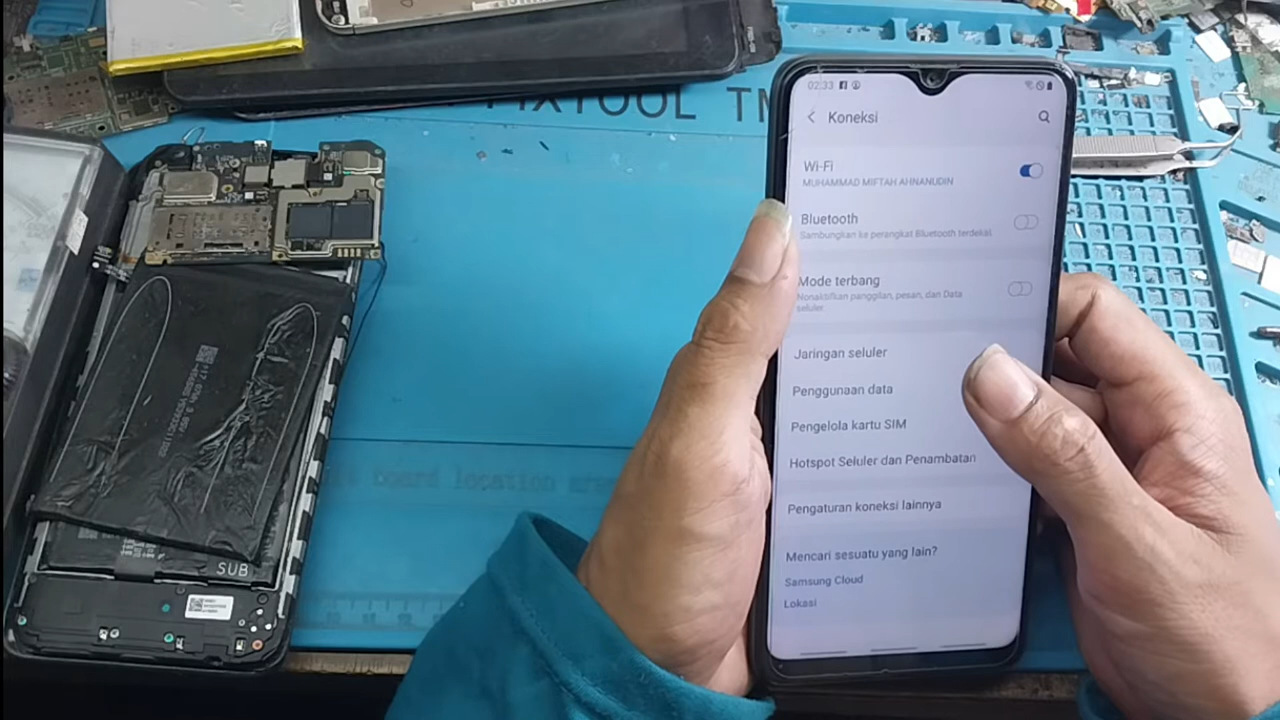 02:33
Koneksi
Wi-Fi
MUHAMMAD MIFTAH AHNANUDIN
Bluetooth
Sambungkan ke perangkat Bluetooth terdekat.
Mode terbang
Nonaktifkan panggilan, pesan, dan Data
seluler.
Jaringan seluler
Penggunaan data
Pengelola kartu SIM
Hotspot Seluler dan Penambatan
Pengaturan koneksi lainnya
Mencari sesuatu yang lain?
Samsung Cloud
Lokasi
TM
board location area
SUB